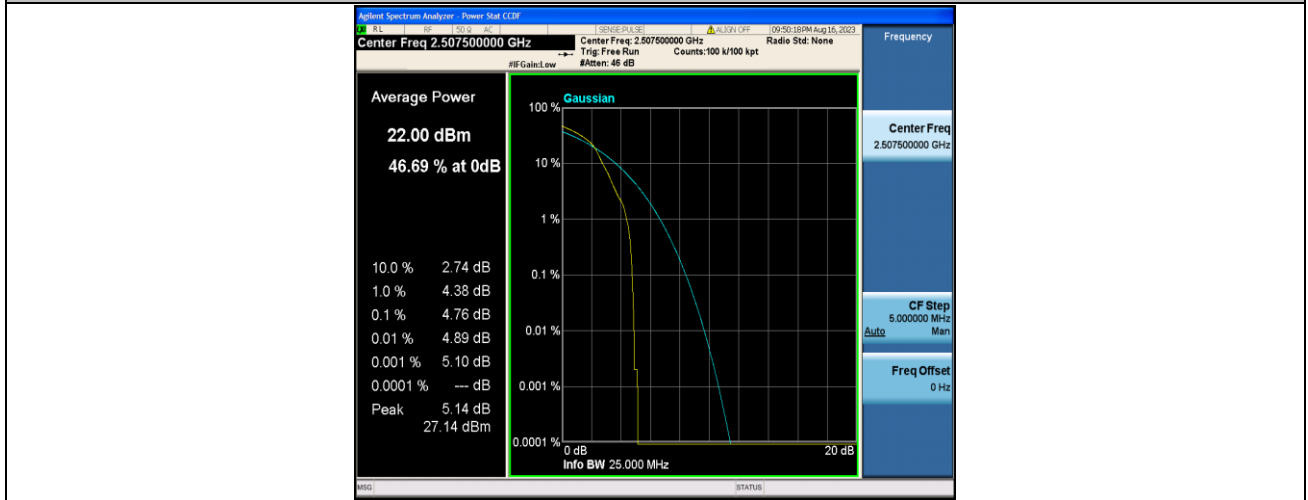 Agilent Spectrum Analyzer - Power Stat CCDF
RL RF 50 Ω AC SENSE:PULSE ALIGN OFF 09:50:18PM Aug 16, 2023
Center Freq 2.507500000 GHz
Center Freq: 2.507500000 GHz Radio Std: None
Trig: Free Run Counts:100 k/100 kpt
#IFGain:Low #Atten: 46 dB
Average Power
22.00 dBm
46.69 % at 0dB
10.0 % 2.74 dB
1.0 % 4.38 dB
0.1 % 4.76 dB
0.01 % 4.89 dB
0.001 % 5.10 dB
0.0001 % --- dB
Peak 5.14 dB
27.14 dBm
Gaussian
100 %
10 %
1 %
0.1 %
0.01 %
0.001 %
0.0001 %
0 dB 20 dB
Info BW 25.000 MHz
Frequency
Center Freq
2.507500000 GHz
CF Step
5.000000 MHz
Auto Man
Freq Offset
0 Hz
MSG STATUS